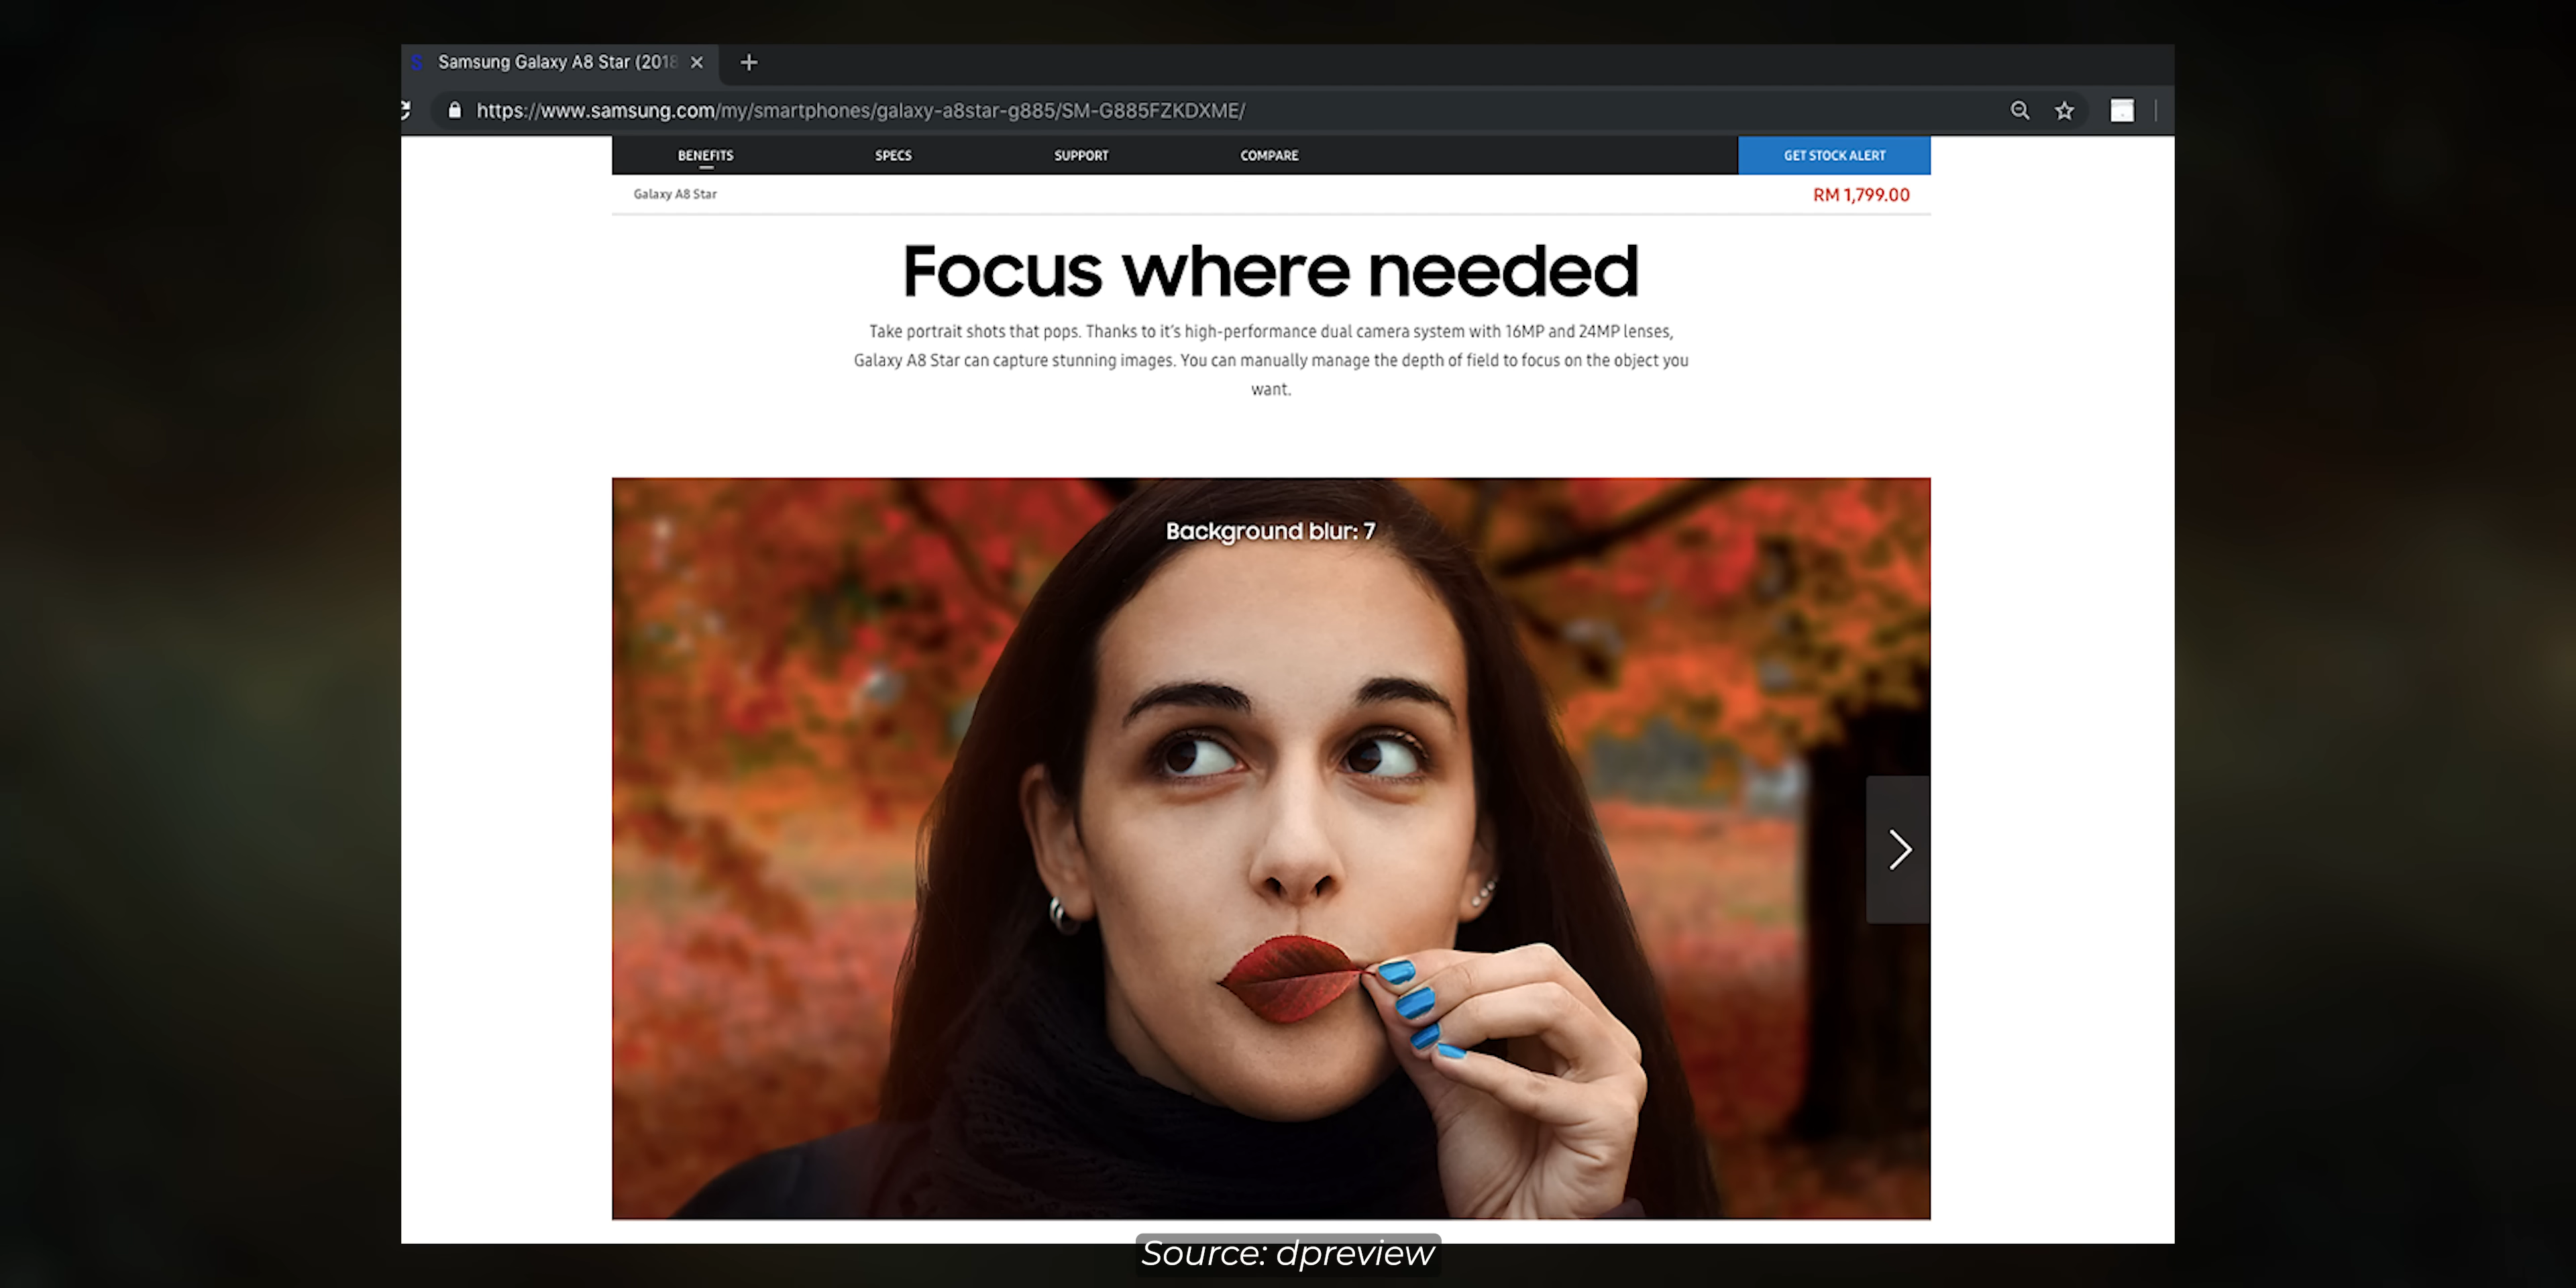 Samsung Galaxy A8 Star (2018
https://www.samsung.com/my/smartphones/galaxy-a8star-g885/SM-G885FZKDXME/
BENEFITS SPECS SUPPORT COMPARE GET STOCK ALERT
Galaxy A8 Star RM 1,799.00
Focus where needed
Take portrait shots that pops. Thanks to it's high-performance dual camera system with 16MP and 24MP lenses,
Galaxy A8 Star can capture stunning images. You can manually manage the depth of field to focus on the object you
want.
Background blur: 7
Source: dpreview